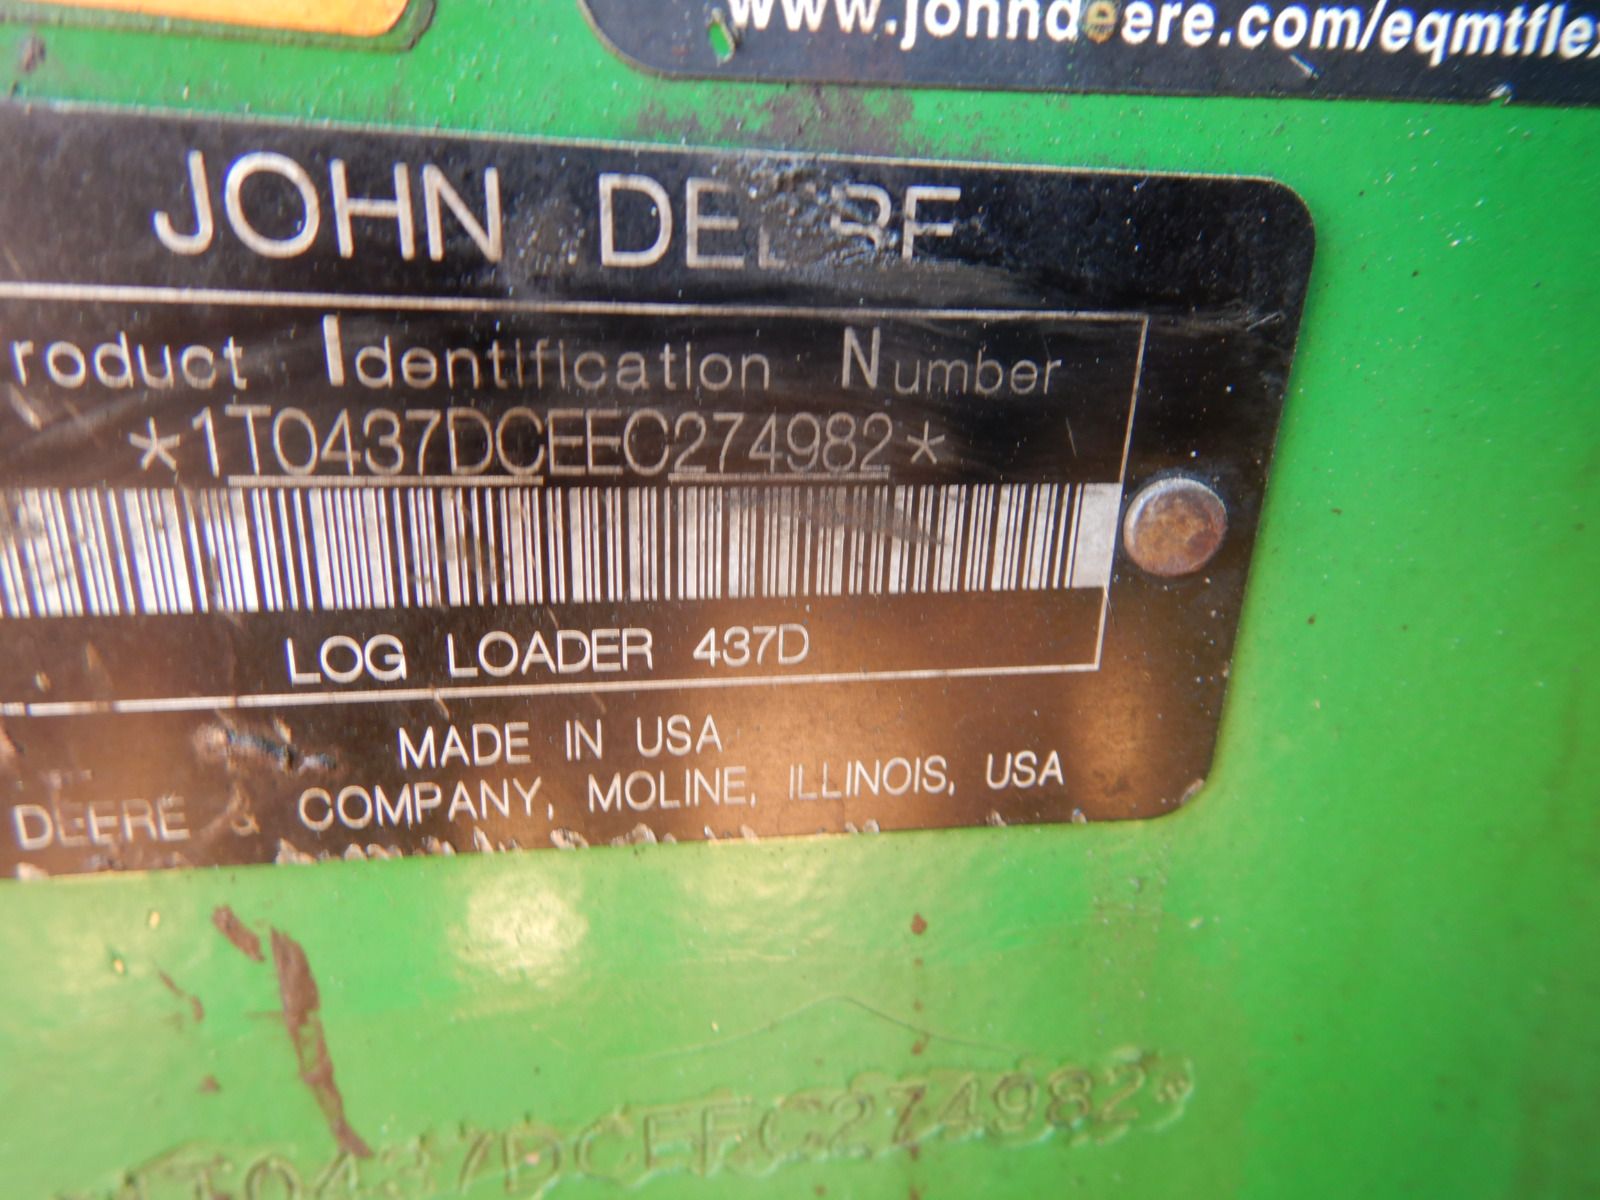 www.johndeere.com/eqmtflex
JOHN DEERE
roduct Identification Number
*1T0437DCEEC274982*
LOG LOADER 437D
MADE IN USA
DEERE & COMPANY, MOLINE, ILLINOIS, USA
1T0437DCEEC274982*